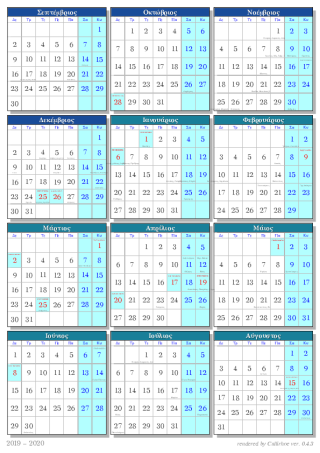 Σεπτέμβριος
Δε Τρ Τε Πε Πα Σα Κυ
1
2 3 4 5 6 7 8
9 10 11 12 13 14 15
16 17 18 19 20 21 22
23 24 25 26 27 28 29
30
Οκτώβριος
Δε Τρ Τε Πε Πα Σα Κυ
1 2 3 4 5 6
7 8 9 10 11 12 13
14 15 16 17 18 19 20
21 22 23 24 25 26 27
28 29 30 31
Νοέμβριος
Δε Τρ Τε Πε Πα Σα Κυ
1 2 3
4 5 6 7 8 9 10
11 12 13 14 15 16 17
18 19 20 21 22 23 24
25 26 27 28 29 30
Δεκέμβριος
Δε Τρ Τε Πε Πα Σα Κυ
1
2 3 4 5 6 7 8
9 10 11 12 13 14 15
16 17 18 19 20 21 22
23 24 25 26 27 28 29
30 31
Ιανουάριος
Δε Τρ Τε Πε Πα Σα Κυ
1 2 3 4 5
6 7 8 9 10 11 12
13 14 15 16 17 18 19
20 21 22 23 24 25 26
27 28 29 30 31
Φεβρουάριος
Δε Τρ Τε Πε Πα Σα Κυ
1 2
3 4 5 6 7 8 9
10 11 12 13 14 15 16
17 18 19 20 21 22 23
24 25 26 27 28 29
Μάρτιος
Δε Τρ Τε Πε Πα Σα Κυ
1
2 3 4 5 6 7 8
9 10 11 12 13 14 15
16 17 18 19 20 21 22
23 24 25 26 27 28 29
30 31
Απρίλιος
Δε Τρ Τε Πε Πα Σα Κυ
1 2 3 4 5
6 7 8 9 10 11 12
13 14 15 16 17 18 19
20 21 22 23 24 25 26
27 28 29 30
Μάιος
Δε Τρ Τε Πε Πα Σα Κυ
1 2 3
4 5 6 7 8 9 10
11 12 13 14 15 16 17
18 19 20 21 22 23 24
25 26 27 28 29 30 31
Ιούνιος
Δε Τρ Τε Πε Πα Σα Κυ
1 2 3 4 5 6 7
8 9 10 11 12 13 14
15 16 17 18 19 20 21
22 23 24 25 26 27 28
29 30
Ιούλιος
Δε Τρ Τε Πε Πα Σα Κυ
1 2 3 4 5
6 7 8 9 10 11 12
13 14 15 16 17 18 19
20 21 22 23 24 25 26
27 28 29 30 31
Αύγουστος
Δε Τρ Τε Πε Πα Σα Κυ
1 2
3 4 5 6 7 8 9
10 11 12 13 14 15 16
17 18 19 20 21 22 23
24 25 26 27 28 29 30
31
2019 – 2020
rendered by ver. 0.4.3